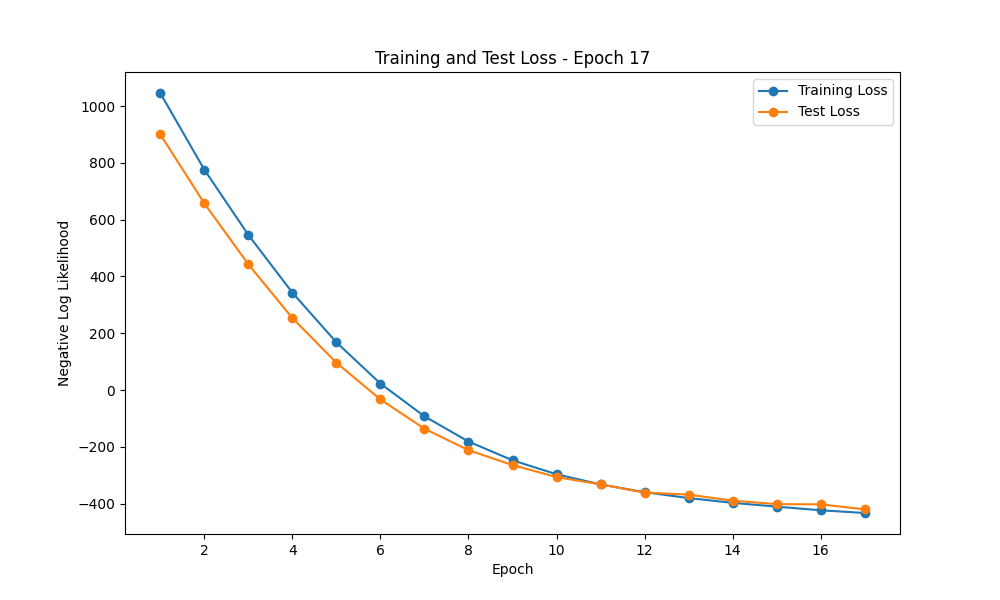 Training and Test Loss - Epoch 17
Training Loss
Test Loss
Negative Log Likelihood
1000
800
600
400
200
0
−200
−400
2 4 6 8 10 12 14 16
Epoch